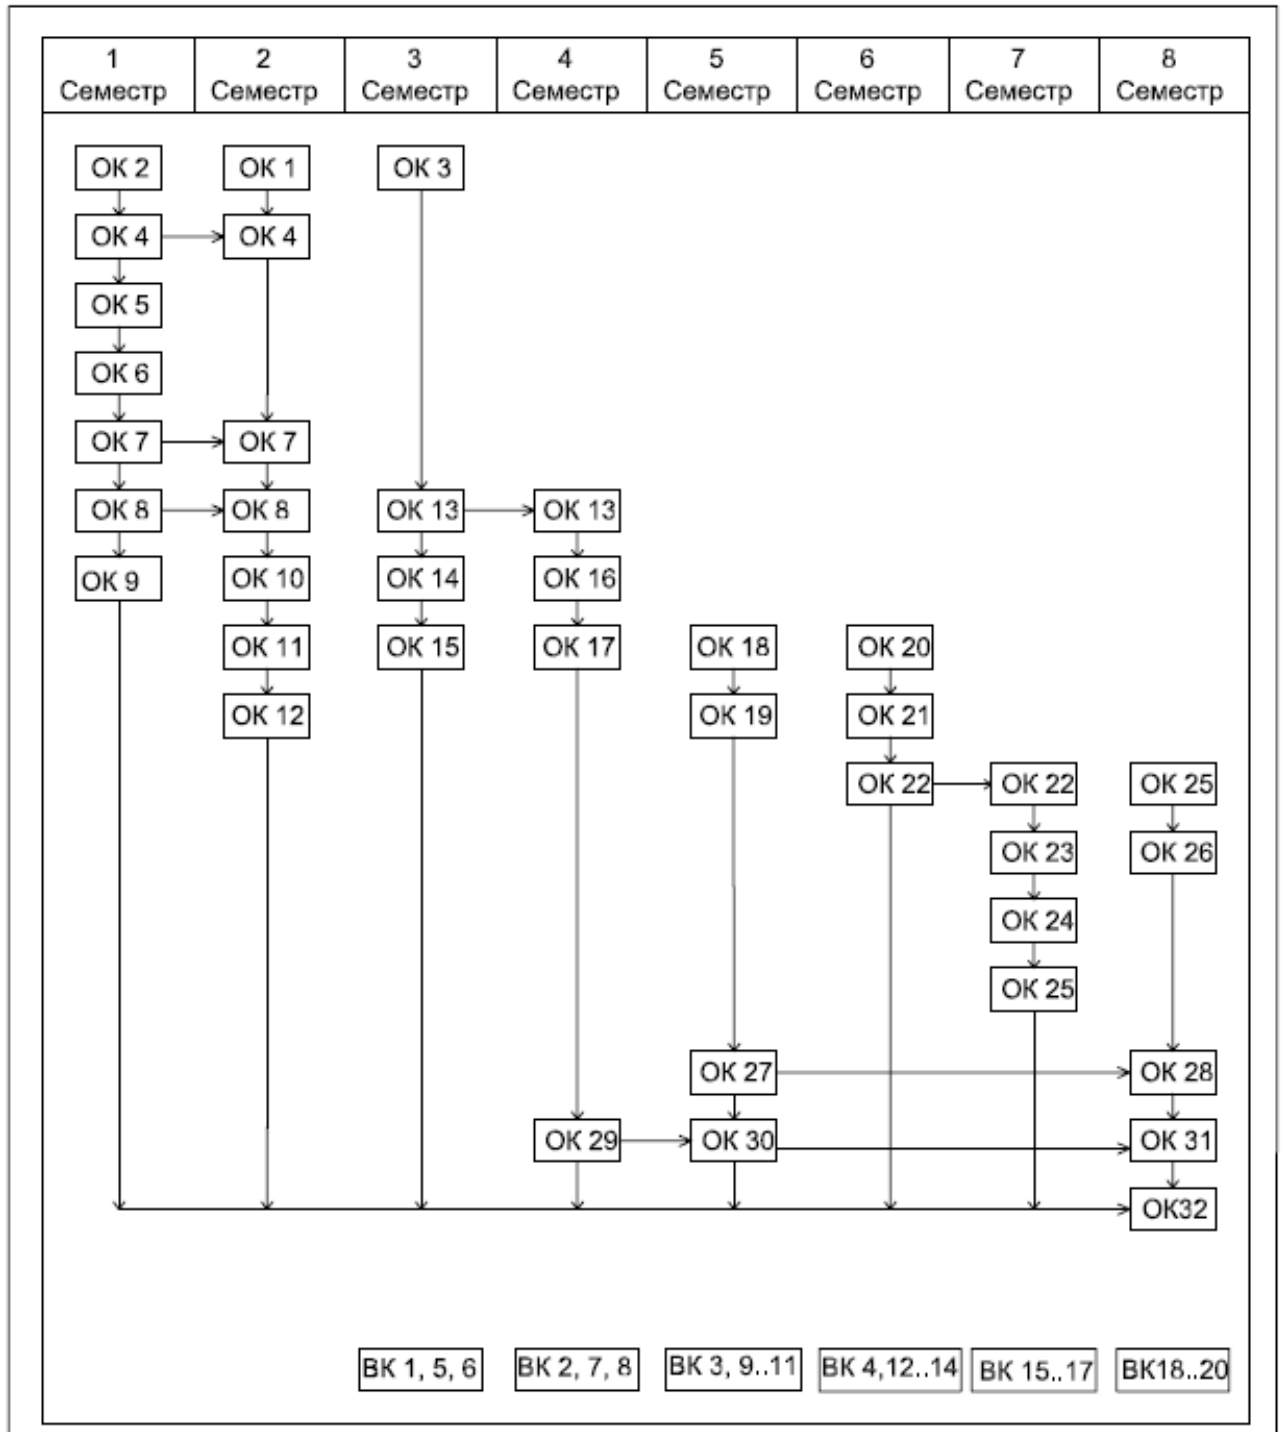 1 2 3 4 5 6 7 8
Семестр Семестр Семестр Семестр Семестр Семестр Семестр Семестр
ОК 2 ОК 1 ОК 3
ОК 4 ОК 4
ОК 5
ОК 6
ОК 7 ОК 7
ОК 8 ОК 8 ОК 13 ОК 13
ОК 9 ОК 10 ОК 14 ОК 16
ОК 11 ОК 15 ОК 17 ОК 18 ОК 20
ОК 12 ОК 19 ОК 21
ОК 22 ОК 22 ОК 25
ОК 23 ОК 26
ОК 24
ОК 25
ОК 27 ОК 28
ОК 29 ОК 30 ОК 31
ОК32
ВК 1, 5, 6 ВК 2, 7, 8 ВК 3, 9..11 ВК 4,12..14 ВК 15..17 ВК18..20